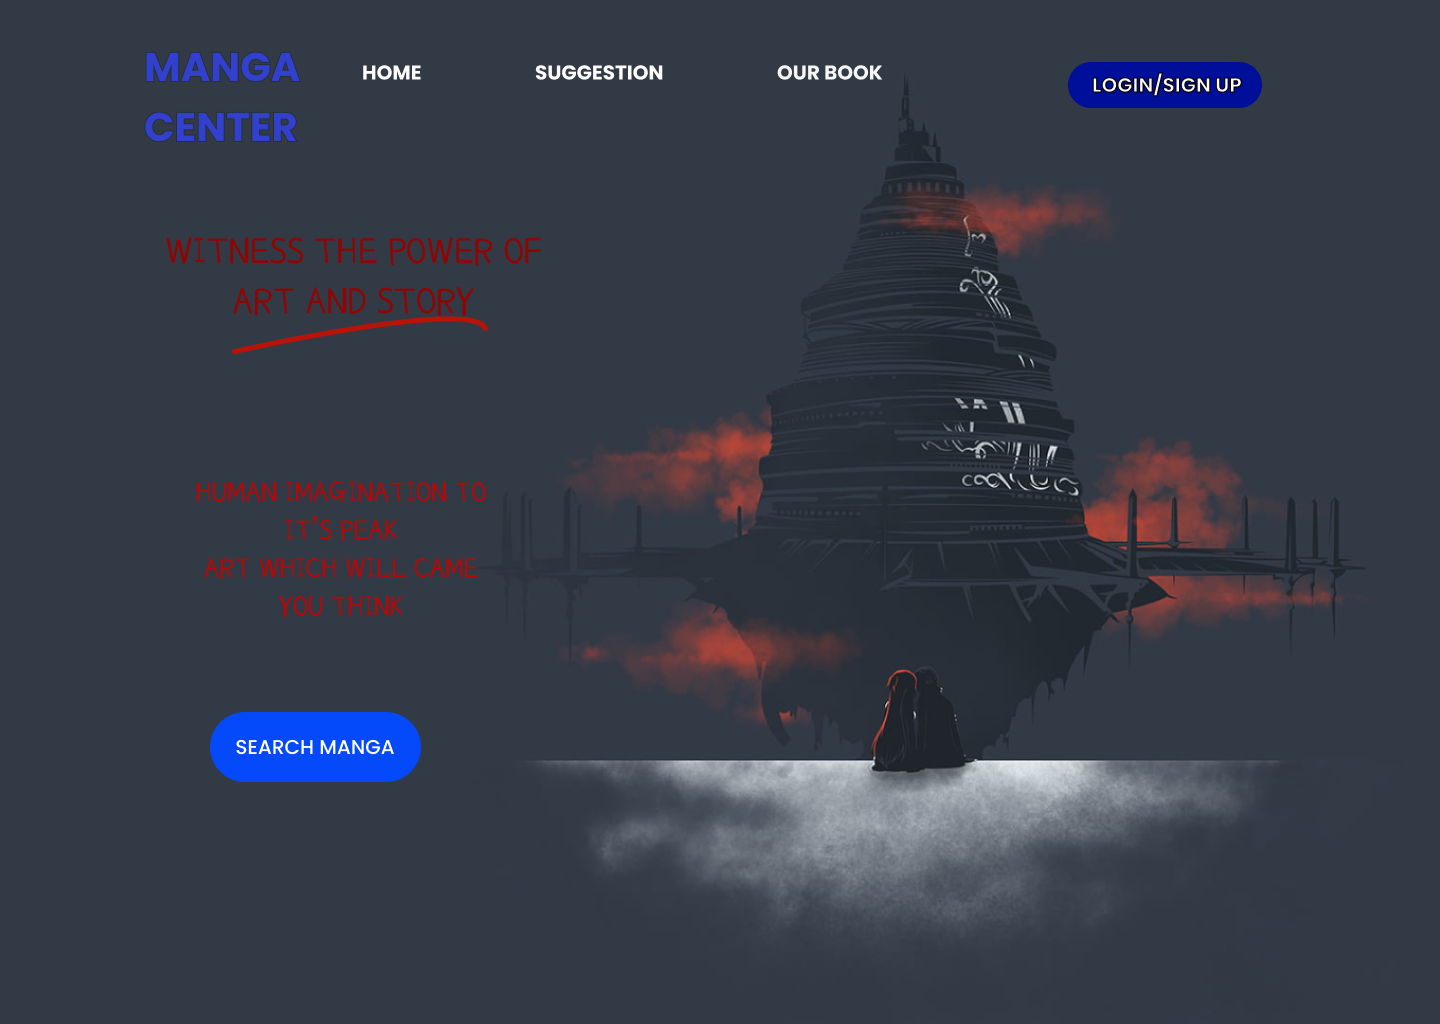 MANGA
CENTER
HOME
SUGGESTION
OUR BOOK
LOGIN/SIGN UP
WITNESS THE POWER OF
ART AND STORY
HUMAN IMAGINATION TO
IT'S PEAK
ART WHICH WILL CAME
YOU THINK
SEARCH MANGA